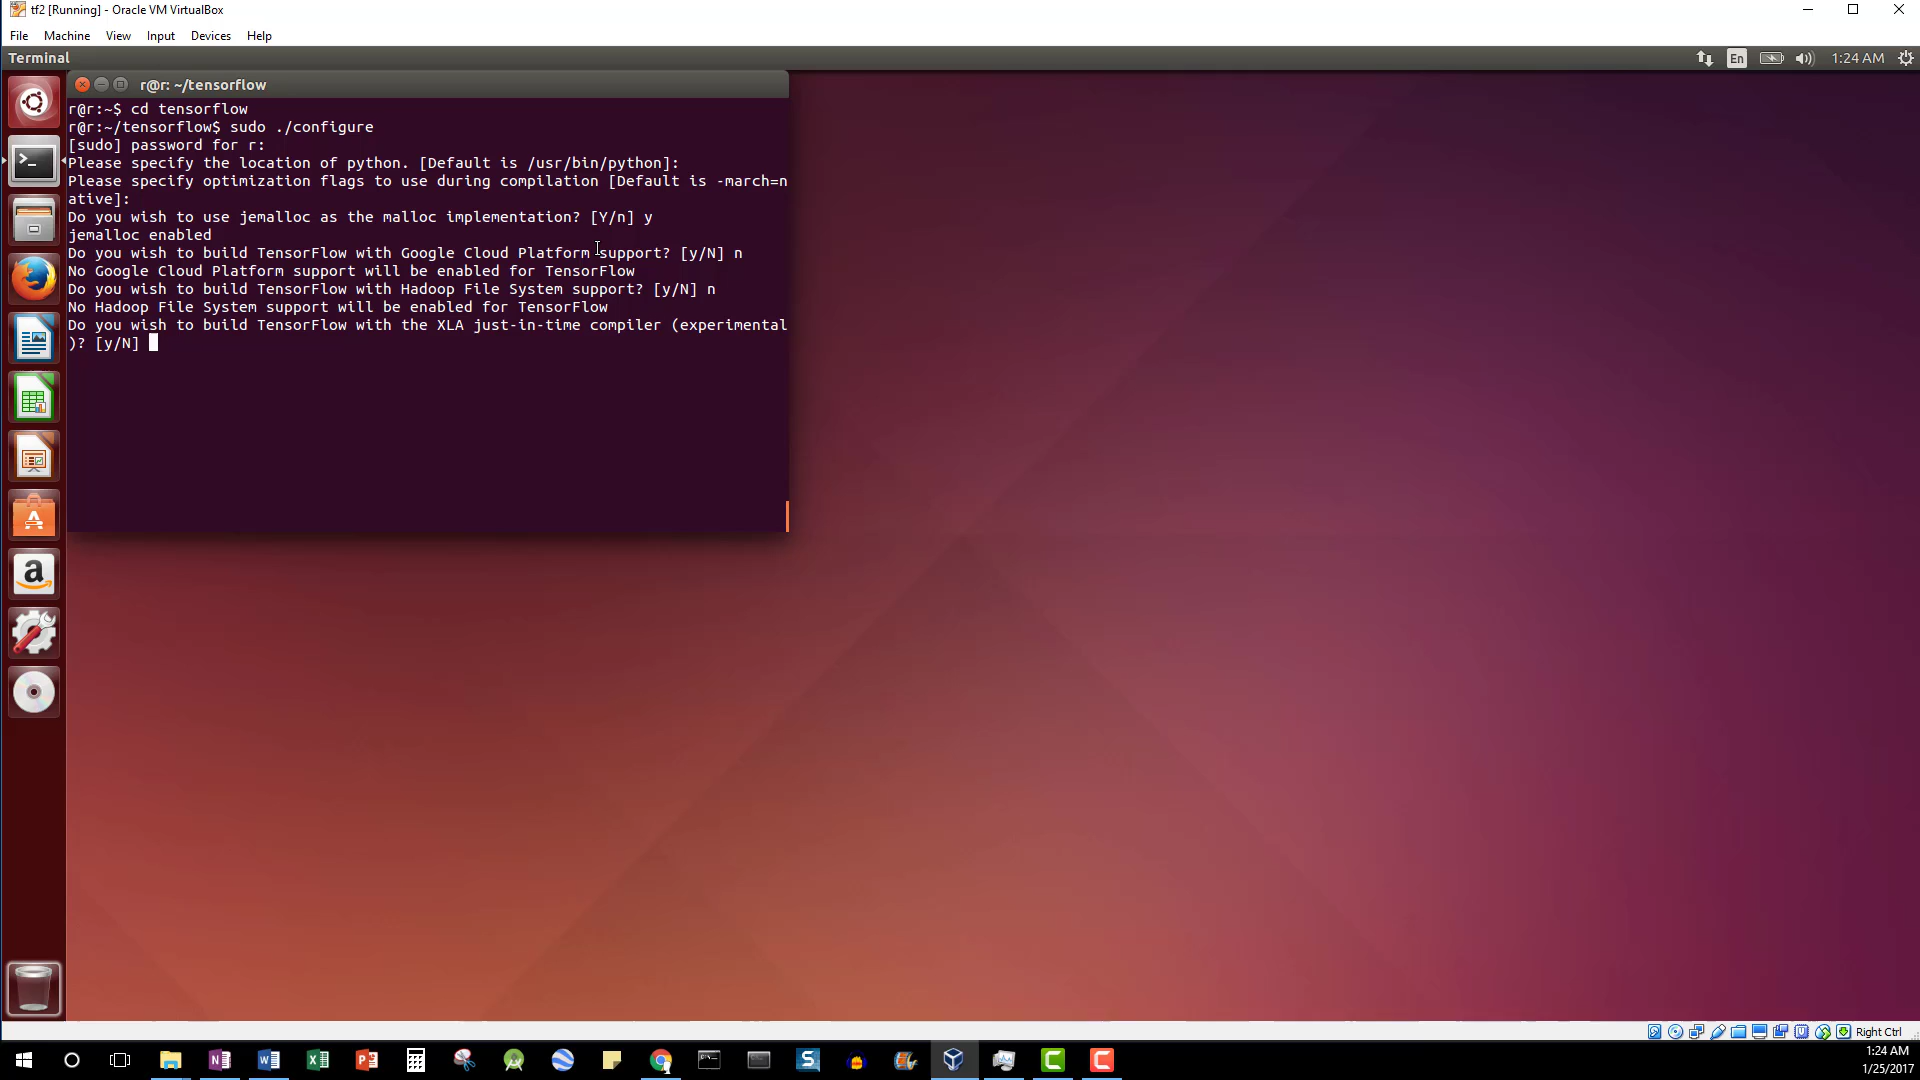 tf2 [Running] - Oracle VM VirtualBox
File Machine View Input Devices Help
Terminal
En
1:24 AM
r@r: ~/tensorflow
r@r:~$ cd tensorflow
r@r:~/tensorflow$ sudo ./configure
[sudo] password for r:
Please specify the location of python. [Default is /usr/bin/python]:
Please specify optimization flags to use during compilation [Default is -march=n
ative]:
Do you wish to use jemalloc as the malloc implementation? [Y/n] y
jemalloc enabled
Do you wish to build TensorFlow with Google Cloud Platform support? [y/N] n
No Google Cloud Platform support will be enabled for TensorFlow
Do you wish to build TensorFlow with Hadoop File System support? [y/N] n
No Hadoop File System support will be enabled for TensorFlow
Do you wish to build TensorFlow with the XLA just-in-time compiler (experimental
)? [y/N]
Right Ctrl
1:24 AM
1/25/2017